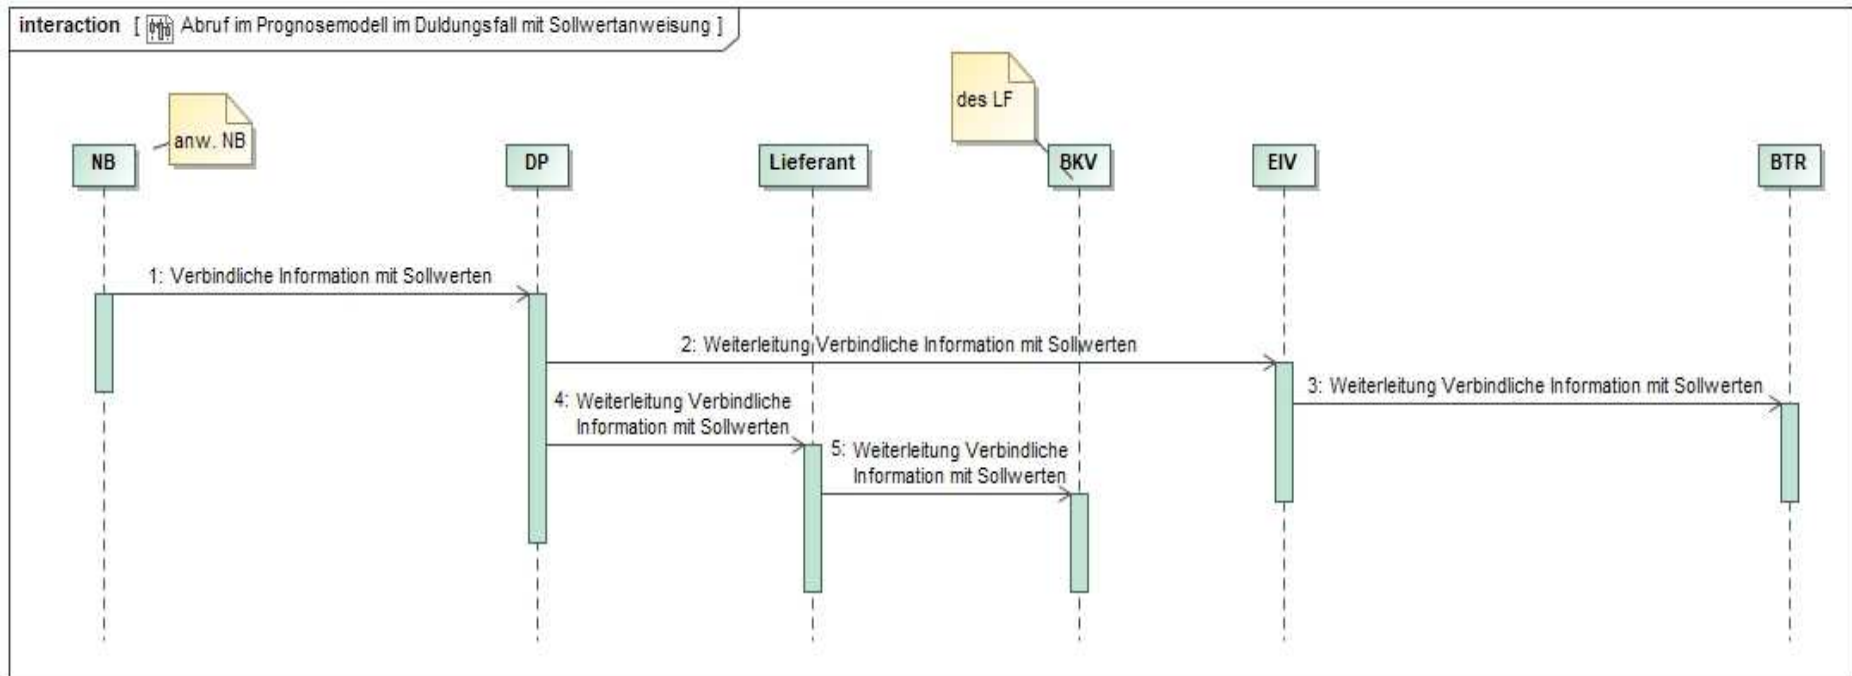 interaction [ Abruf im Prognosemodell im Duldungsfall mit Sollwertanweisung ]
anw. NB
des LF
NB
DP
Lieferant
BKV
EIV
BTR
1: Verbindliche Information mit Sollwerten
2: Weiterleitung Verbindliche Information mit Sollwerten
3: Weiterleitung Verbindliche Information mit Sollwerten
4: Weiterleitung Verbindliche
Information mit Sollwerten
5: Weiterleitung Verbindliche
Information mit Sollwerten